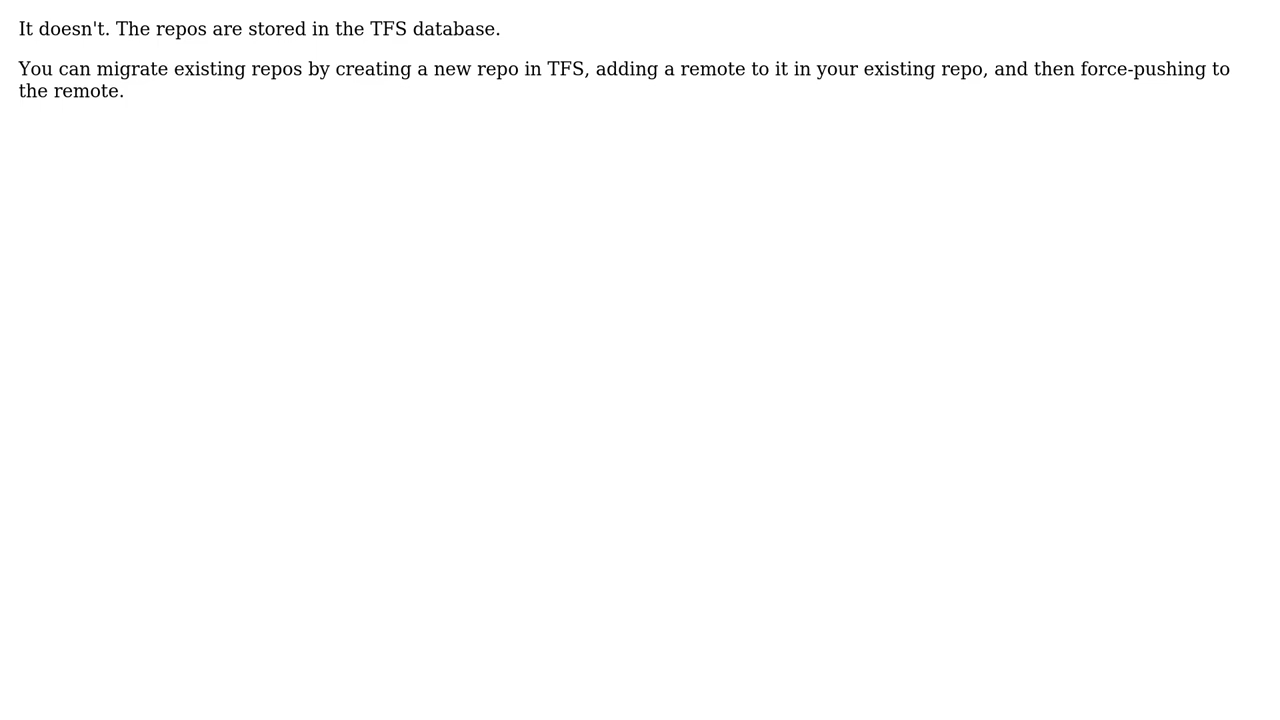 It doesn't. The repos are stored in the TFS database.
You can migrate existing repos by creating a new repo in TFS, adding a remote to it in your existing repo, and then force-pushing to
the remote.